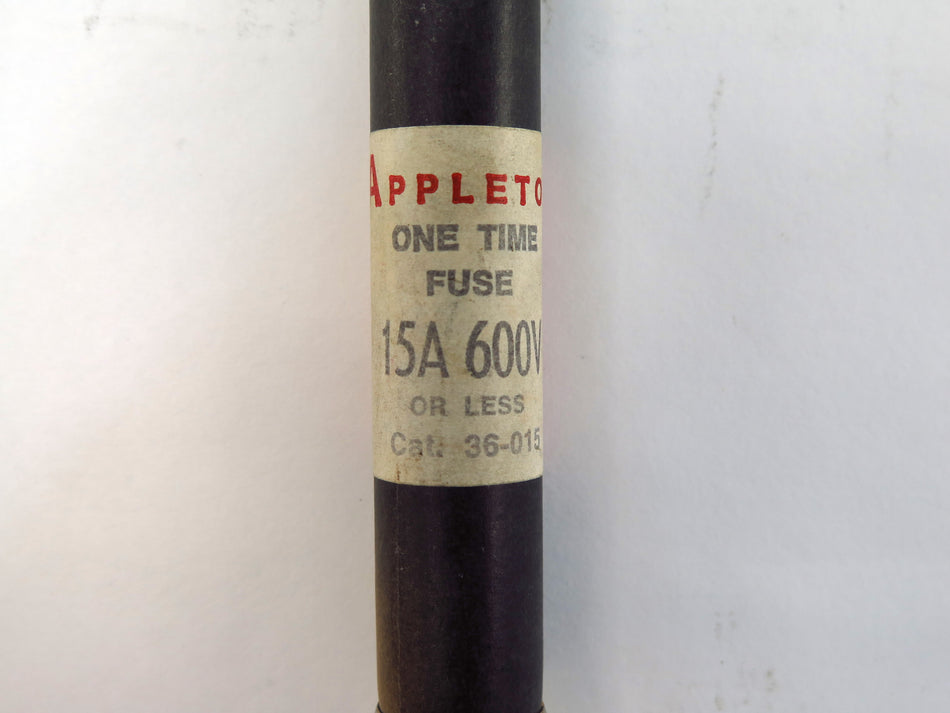 APPLETO
ONE TIME
FUSE
15A 600V
OR LESS
Cat. 36-015